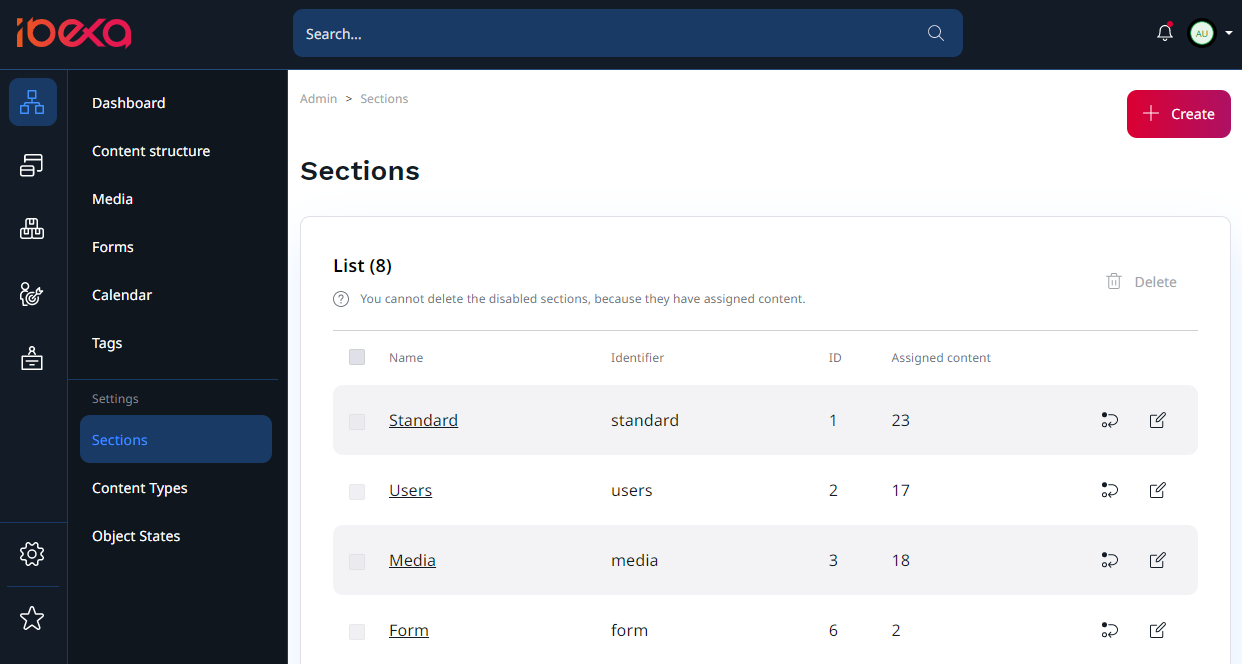 ibexa
Search...
AU
Dashboard
Content structure
Media
Forms
Calendar
Tags
Settings
Sections
Content Types
Object States
Admin > Sections
Create
Sections
List (8)
? You cannot delete the disabled sections, because they have assigned content.
Delete
Name Identifier ID Assigned content
Standard standard 1 23
Users users 2 17
Media media 3 18
Form form 6 2